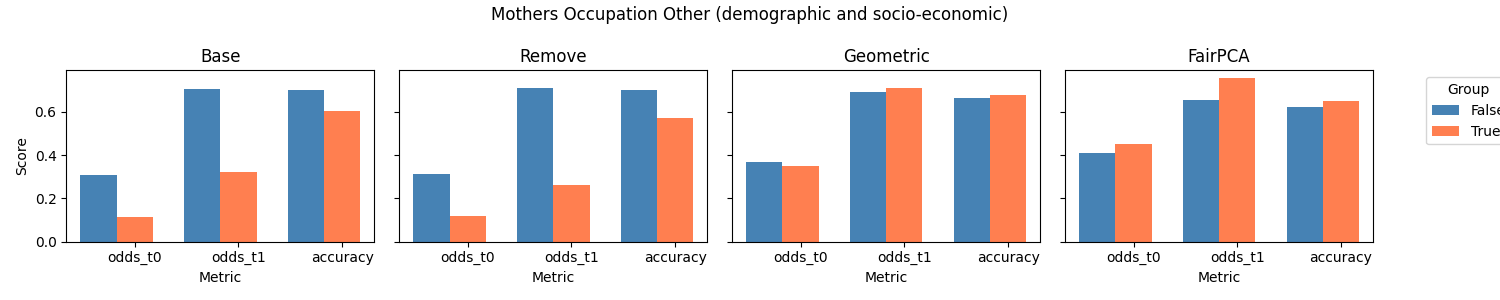 Mothers Occupation Other (demographic and socio-economic)
Base
Remove
Geometric
FairPCA
Score
0.6
0.4
0.2
0.0
odds_t0 odds_t1 accuracy
odds_t0 odds_t1 accuracy
odds_t0 odds_t1 accuracy
odds_t0 odds_t1 accuracy
Metric
Metric
Metric
Metric
Group
False
True